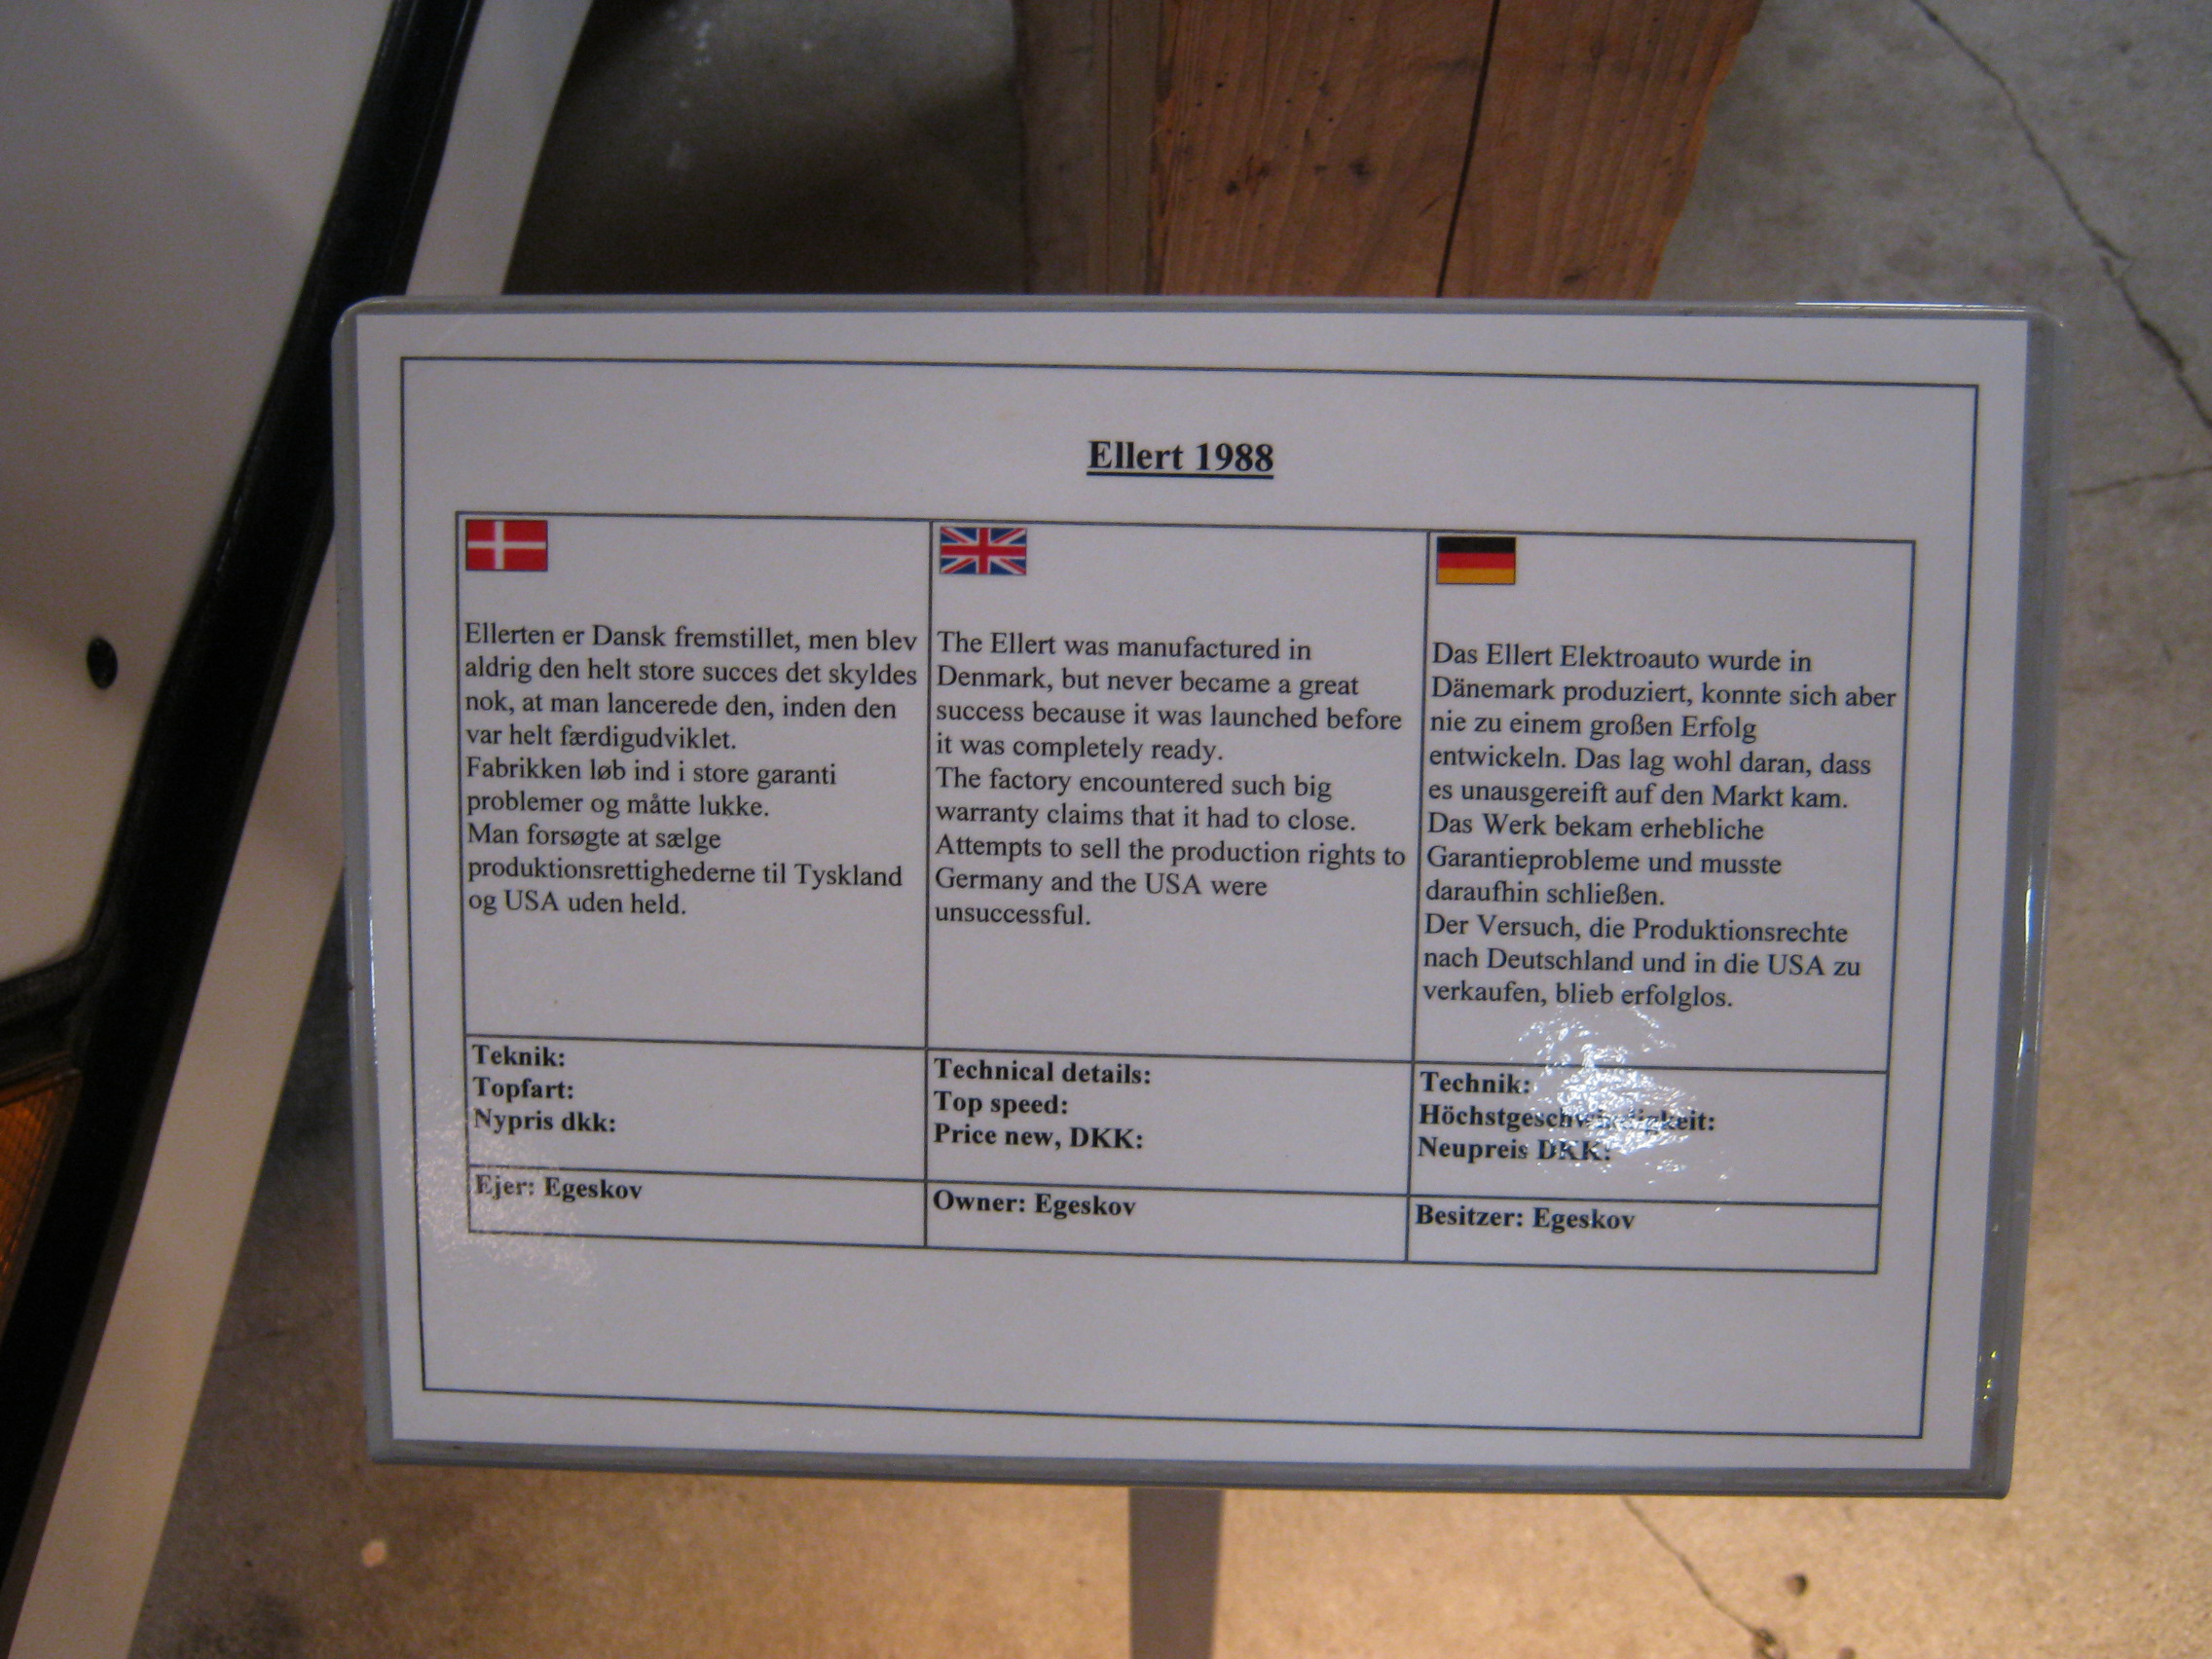 Ellert 1988
Ellerten er Dansk fremstillet, men blev
aldrig den helt store succes det skyldes
nok, at man lancerede den, inden den
var helt færdigudviklet.
Fabrikken løb ind i store garanti
problemer og måtte lukke.
Man forsøgte at sælge
produktionsrettighederne til Tyskland
og USA uden held.
The Ellert was manufactured in
Denmark, but never became a great
success because it was launched before
it was completely ready.
The factory encountered such big
warranty claims that it had to close.
Attempts to sell the production rights to
Germany and the USA were
unsuccessful.
Das Ellert Elektroauto wurde in
Dänemark produziert, konnte sich aber
nie zu einem großen Erfolg
entwickeln. Das lag wohl daran, dass
es unausgereift auf den Markt kam.
Das Werk bekam erhebliche
Garantieprobleme und musste
daraufhin schließen.
Der Versuch, die Produktionsrechte
nach Deutschland und in die USA zu
verkaufen, blieb erfolglos.
Teknik:
Topfart:
Nypris dkk:
Technical details:
Top speed:
Price new, DKK:
Technik:
Höchstgeschwindigkeit:
Neupreis DKK:
Ejer: Egeskov
Owner: Egeskov
Besitzer: Egeskov